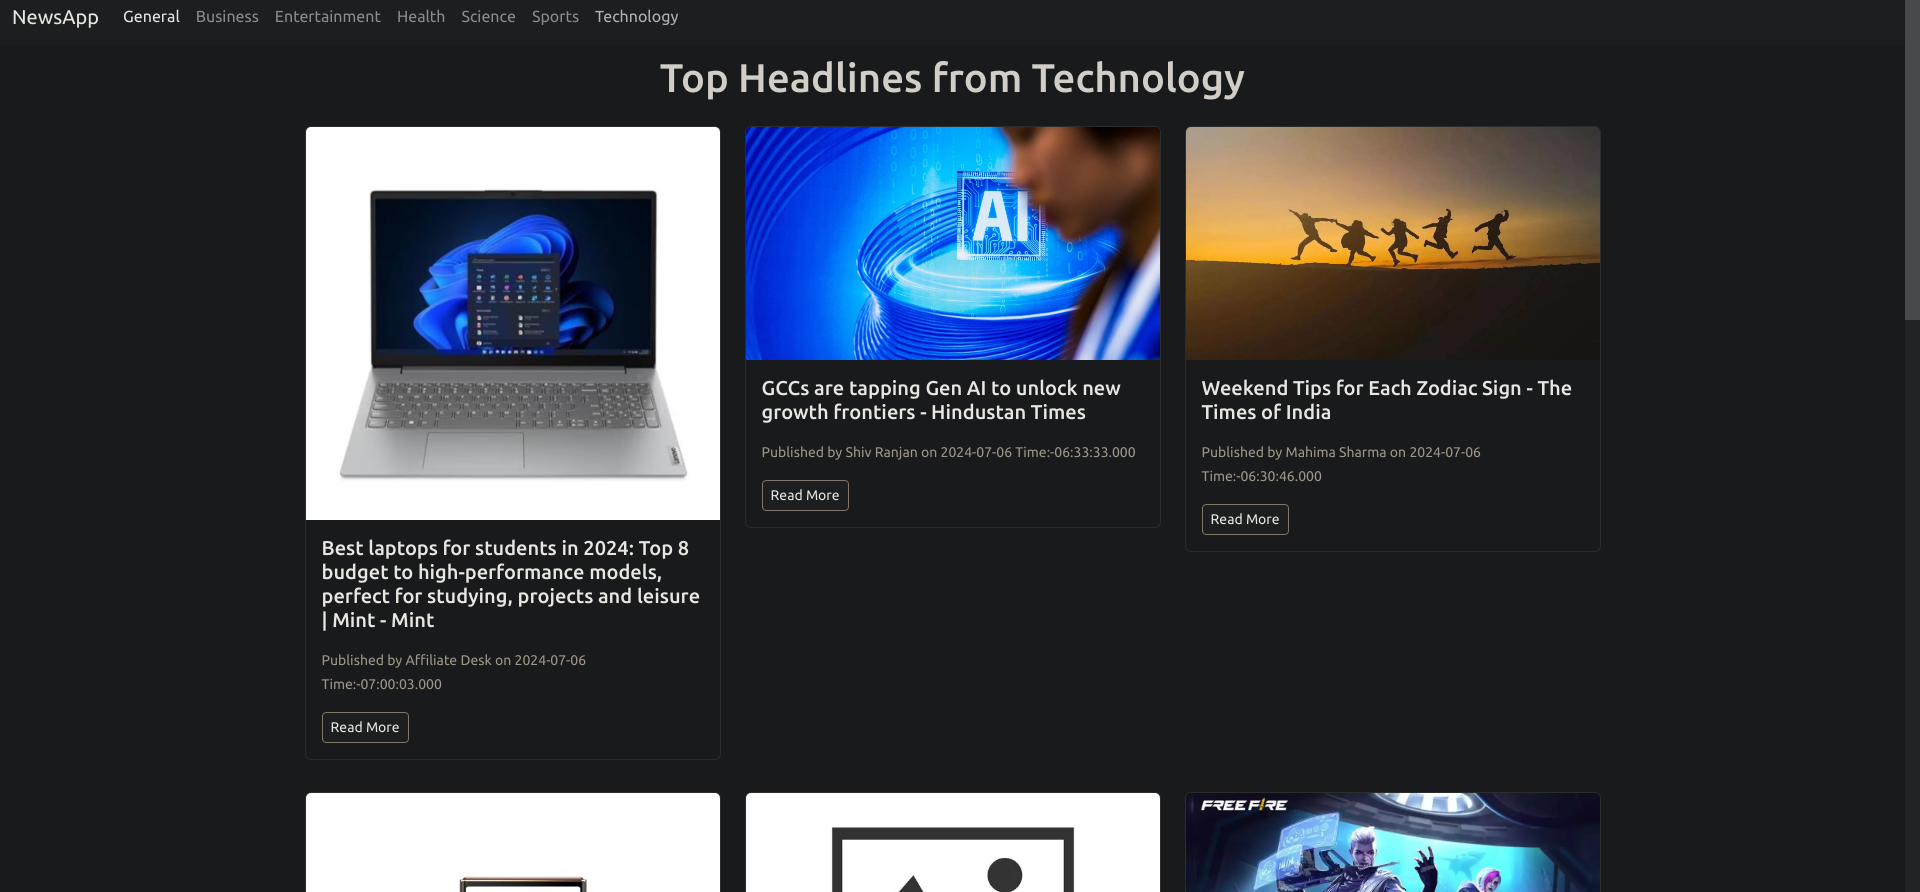 NewsApp General Business Entertainment Health Science Sports Technology
Top Headlines from Technology
AI
Best laptops for students in 2024: Top 8
budget to high-performance models,
perfect for studying, projects and leisure
| Mint - Mint
Published by Affiliate Desk on 2024-07-06
Time:-07:00:03.000
Read More
GCCs are tapping Gen AI to unlock new
growth frontiers - Hindustan Times
Published by Shiv Ranjan on 2024-07-06 Time:-06:33:33.000
Read More
Weekend Tips for Each Zodiac Sign - The
Times of India
Published by Mahima Sharma on 2024-07-06
Time:-06:30:46.000
Read More
FREE FIRE